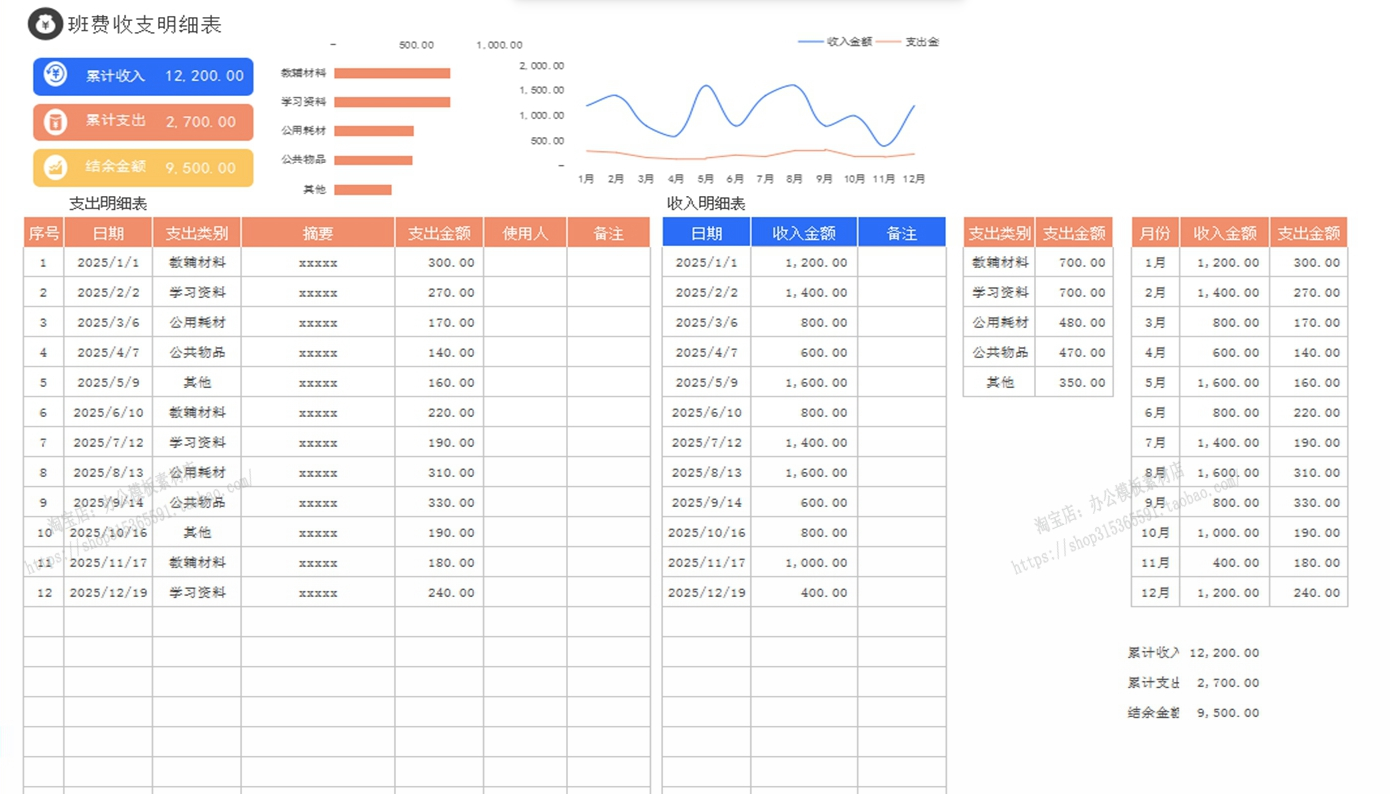 班费收支明细表
累计收入 12,200.00
累计支出 2,700.00
结余金额 9,500.00
– 500.00 1,000.00
教辅材料
学习资料
公用耗材
公共物品
其他
收入金额 支出金
2,000.00
1,500.00
1,000.00
500.00
–
1月 2月 3月 4月 5月 6月 7月 8月 9月 10月 11月 12月
支出明细表
序号 日期 支出类别 摘要 支出金额 使用人 备注
1 2025/1/1 教辅材料 xxxxx 300.00
2 2025/2/2 学习资料 xxxxx 270.00
3 2025/3/6 公用耗材 xxxxx 170.00
4 2025/4/7 公共物品 xxxxx 140.00
5 2025/5/9 其他 xxxxx 160.00
6 2025/6/10 教辅材料 xxxxx 220.00
7 2025/7/12 学习资料 xxxxx 190.00
8 2025/8/13 公用耗材 xxxxx 310.00
9 2025/9/14 公共物品 xxxxx 330.00
10 2025/10/16 其他 xxxxx 190.00
11 2025/11/17 教辅材料 xxxxx 180.00
12 2025/12/19 学习资料 xxxxx 240.00
收入明细表
日期 收入金额 备注
2025/1/1 1,200.00
2025/2/2 1,400.00
2025/3/6 800.00
2025/4/7 600.00
2025/5/9 1,600.00
2025/6/10 800.00
2025/7/12 1,400.00
2025/8/13 1,600.00
2025/9/14 600.00
2025/10/16 800.00
2025/11/17 1,000.00
2025/12/19 400.00
支出类别 支出金额
教辅材料 700.00
学习资料 700.00
公用耗材 480.00
公共物品 470.00
其他 350.00
月份 收入金额 支出金额
1月 1,200.00 300.00
2月 1,400.00 270.00
3月 800.00 170.00
4月 600.00 140.00
5月 1,600.00 160.00
6月 800.00 220.00
7月 1,400.00 190.00
8月 1,600.00 310.00
9月 800.00 330.00
10月 1,000.00 190.00
11月 400.00 180.00
12月 1,200.00 240.00
累计收入 12,200.00
累计支出 2,700.00
结余金额 9,500.00
淘宝店：办公模板素材店
https://shop315365591.taobao.com/
淘宝店：办公模板素材店
https://shop315365591.taobao.com/